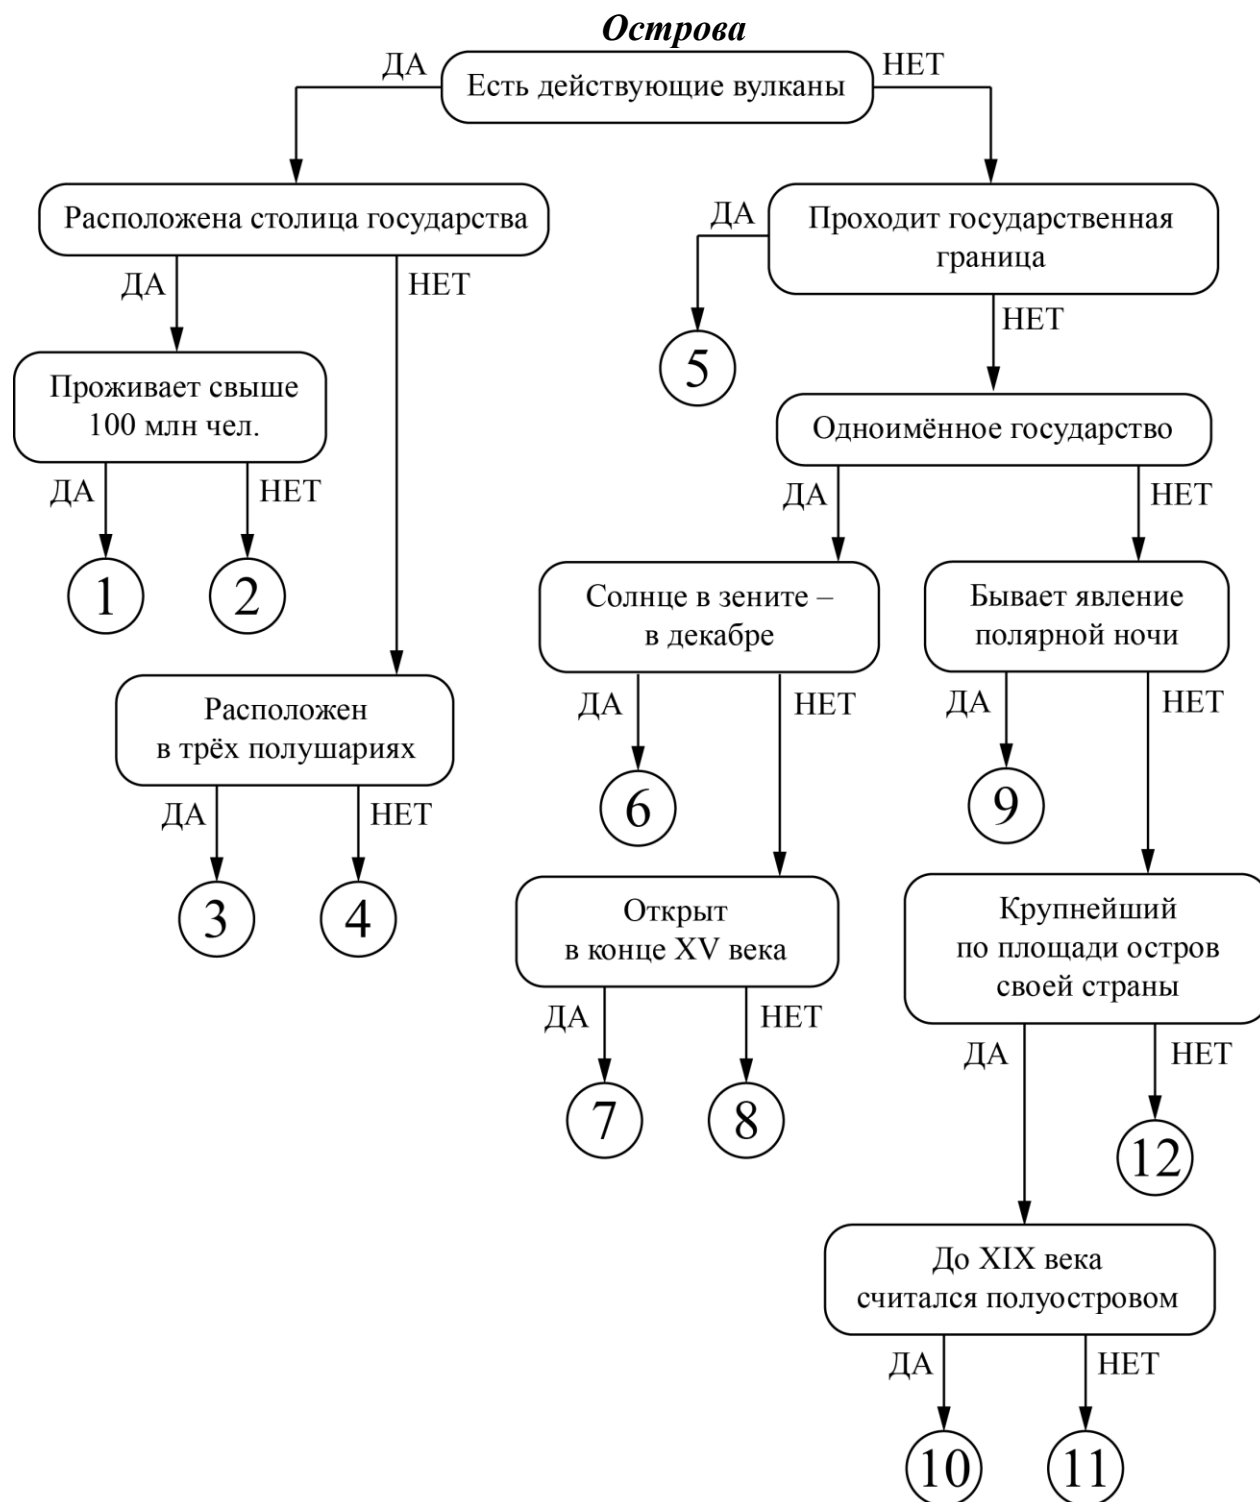 Острова
ДА
Есть действующие вулканы
НЕТ
Расположена столица государства
ДА
Проходит государственная
граница
ДА
НЕТ
НЕТ
Проживает свыше
100 млн чел.
5
Одноимённое государство
ДА
НЕТ
ДА
НЕТ
1
2
Солнце в зените –
в декабре
Бывает явление
полярной ночи
Расположен
в трёх полушариях
ДА
НЕТ
ДА
НЕТ
ДА
НЕТ
6
9
3
4
Открыт
в конце XV века
Крупнейший
по площади остров
своей страны
ДА
НЕТ
ДА
НЕТ
7
8
12
До XIX века
считался полуостровом
ДА
НЕТ
10
11